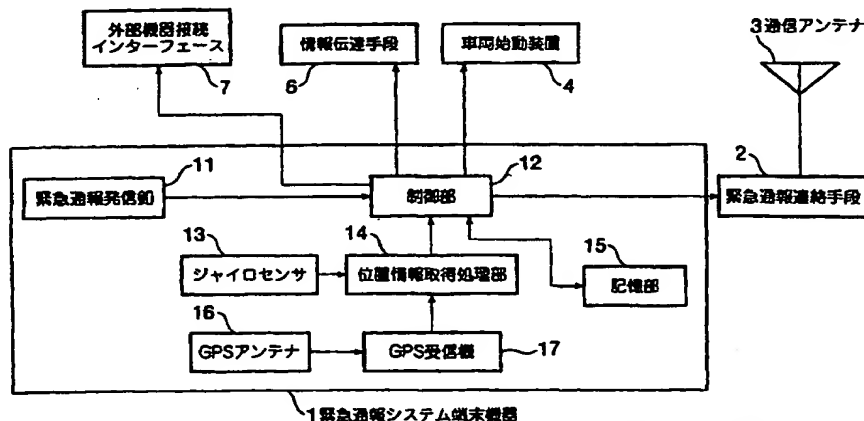 外部機器接続
インターフェース
7
情報伝達手段
6
車両始動装置
4
3通信アンテナ
緊急通報発信釦
11
制御部
12
2
緊急通報連絡手段
13
ジャイロセンサ
14
位置情報取得処理部
15
記憶部
16
GPSアンテナ
GPS受信機
17
1緊急通報システム端末機器